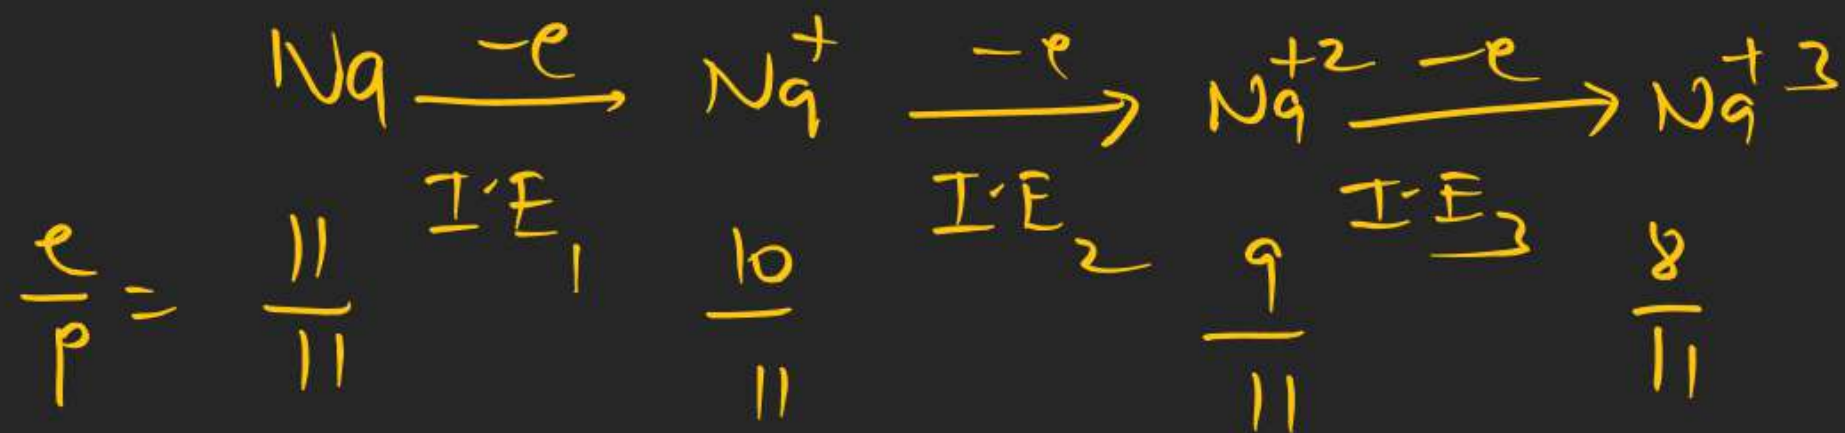 Na —e→ Na⁺ —e→ Na⁺² —e→ Na⁺³
I·E₁ I·E₂ I·E₃
e/p = 11/11 10/11 9/11 8/11